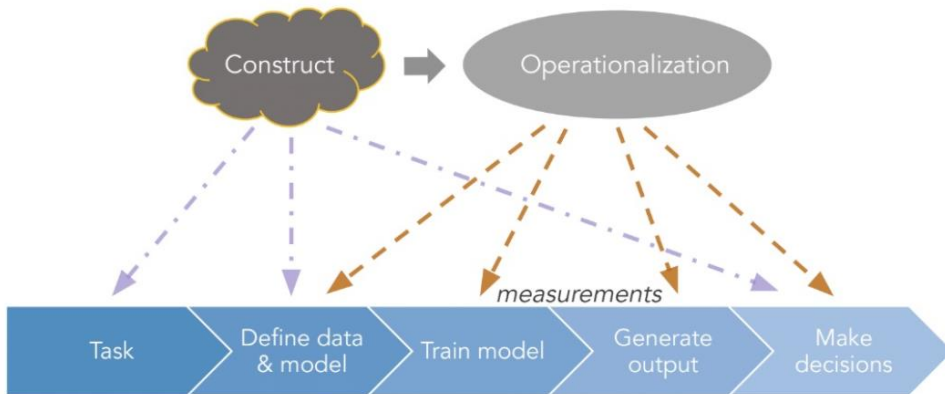 Construct
Operationalization
measurements
Task
Define data
& model
Train model
Generate
output
Make
decisions